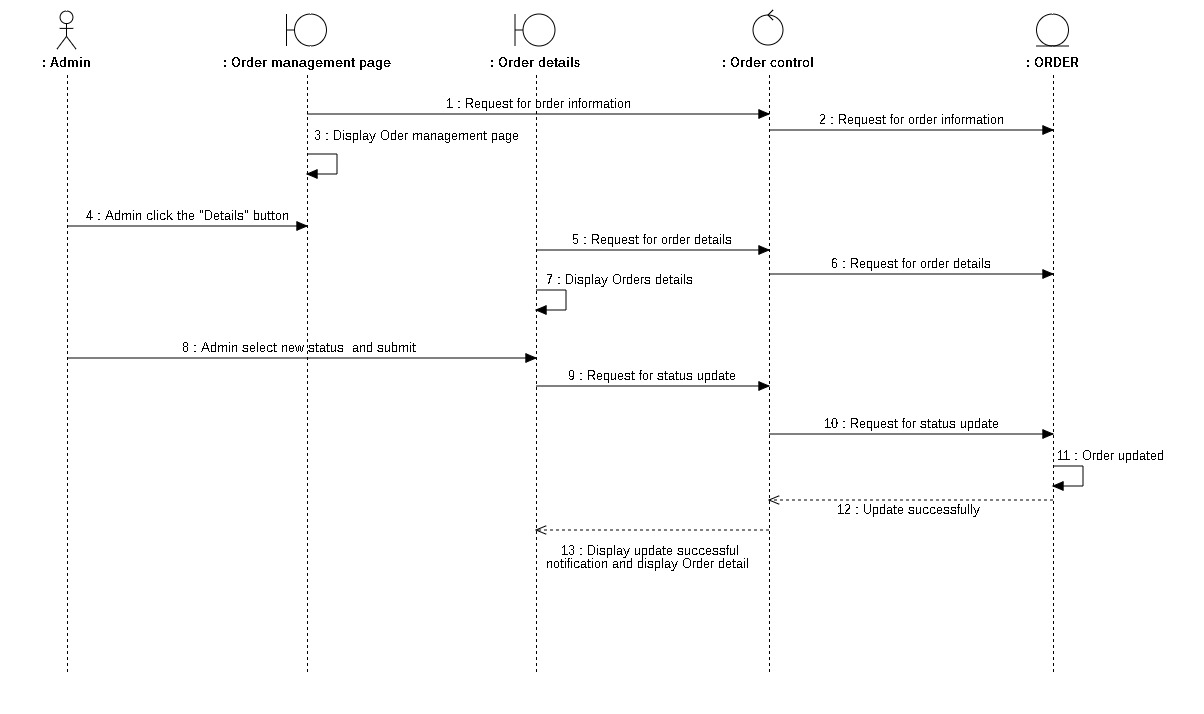 : Admin
: Order management page
: Order details
: Order control
: ORDER
1 : Request for order information
2 : Request for order information
3 : Display Oder management page
4 : Admin click the "Details" button
5 : Request for order details
6 : Request for order details
7 : Display Orders details
8 : Admin select new status  and submit
9 : Request for status update
10 : Request for status update
11 : Order updated
12 : Update successfully
13 : Display update successful
notification and display Order detail